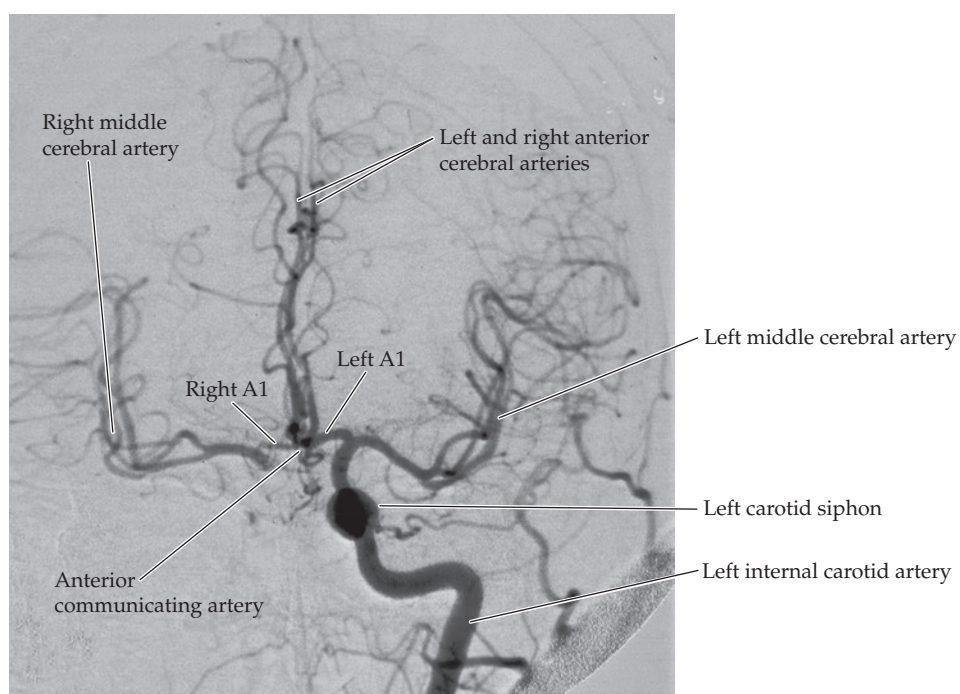 Right middle
cerebral artery
Left and right anterior
cerebral arteries
Left middle cerebral artery
Left A1
Right A1
Left carotid siphon
Left internal carotid artery
Anterior
communicating artery